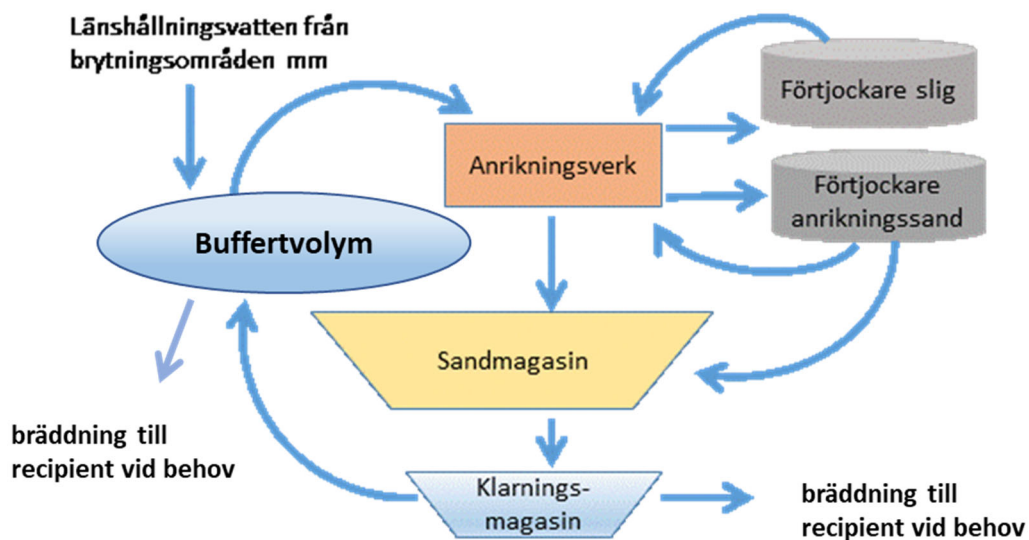 Länshållningsvatten från
brytningsområden mm
Förtjockare slig
Anrikningsverk
Förtjockare
anrikningssand
Buffertvolym
Sandmagasin
bräddning till
recipient vid behov
Klarnings-
magasin
bräddning till
recipient vid behov